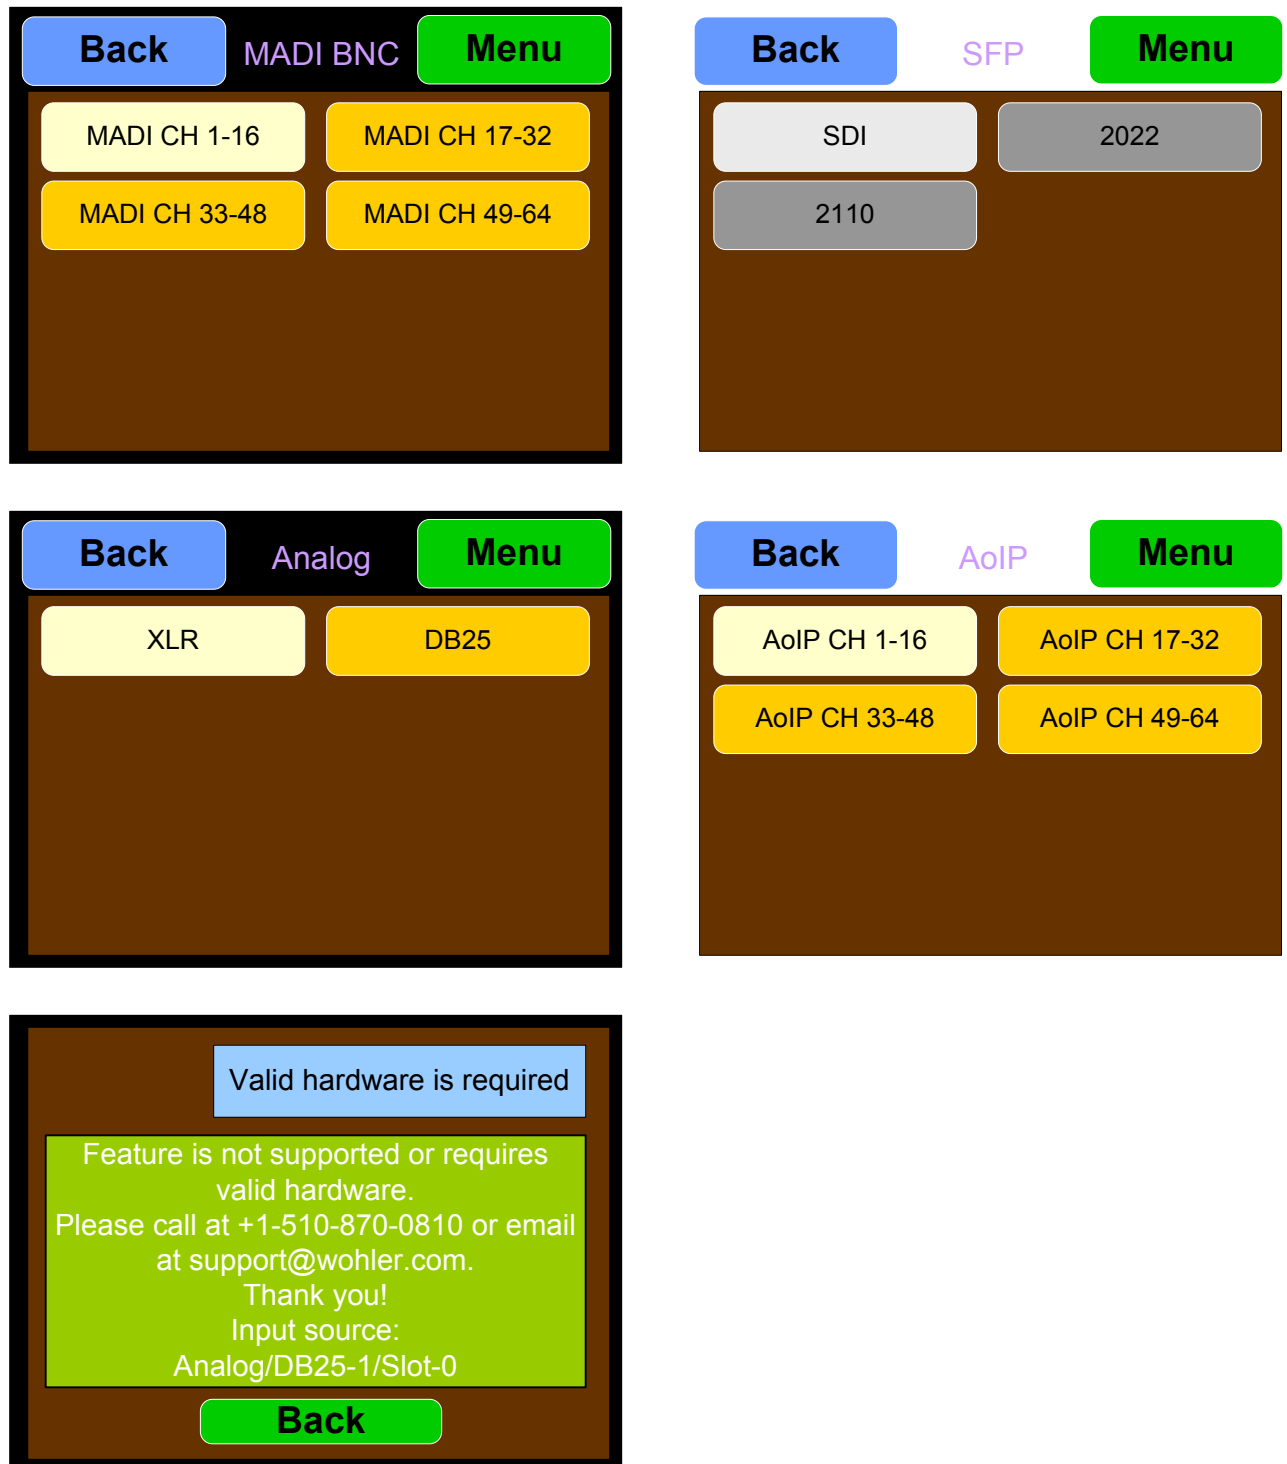 Back MADI BNC Menu
MADI CH 1-16 MADI CH 17-32
MADI CH 33-48 MADI CH 49-64
Back SFP Menu
SDI 2022
2110
Back Analog Menu
XLR DB25
Back AoIP Menu
AoIP CH 1-16 AoIP CH 17-32
AoIP CH 33-48 AoIP CH 49-64
Valid hardware is required
Feature is not supported or requires
valid hardware.
Please call at +1-510-870-0810 or email
at support@wohler.com.
Thank you!
Input source:
Analog/DB25-1/Slot-0
Back